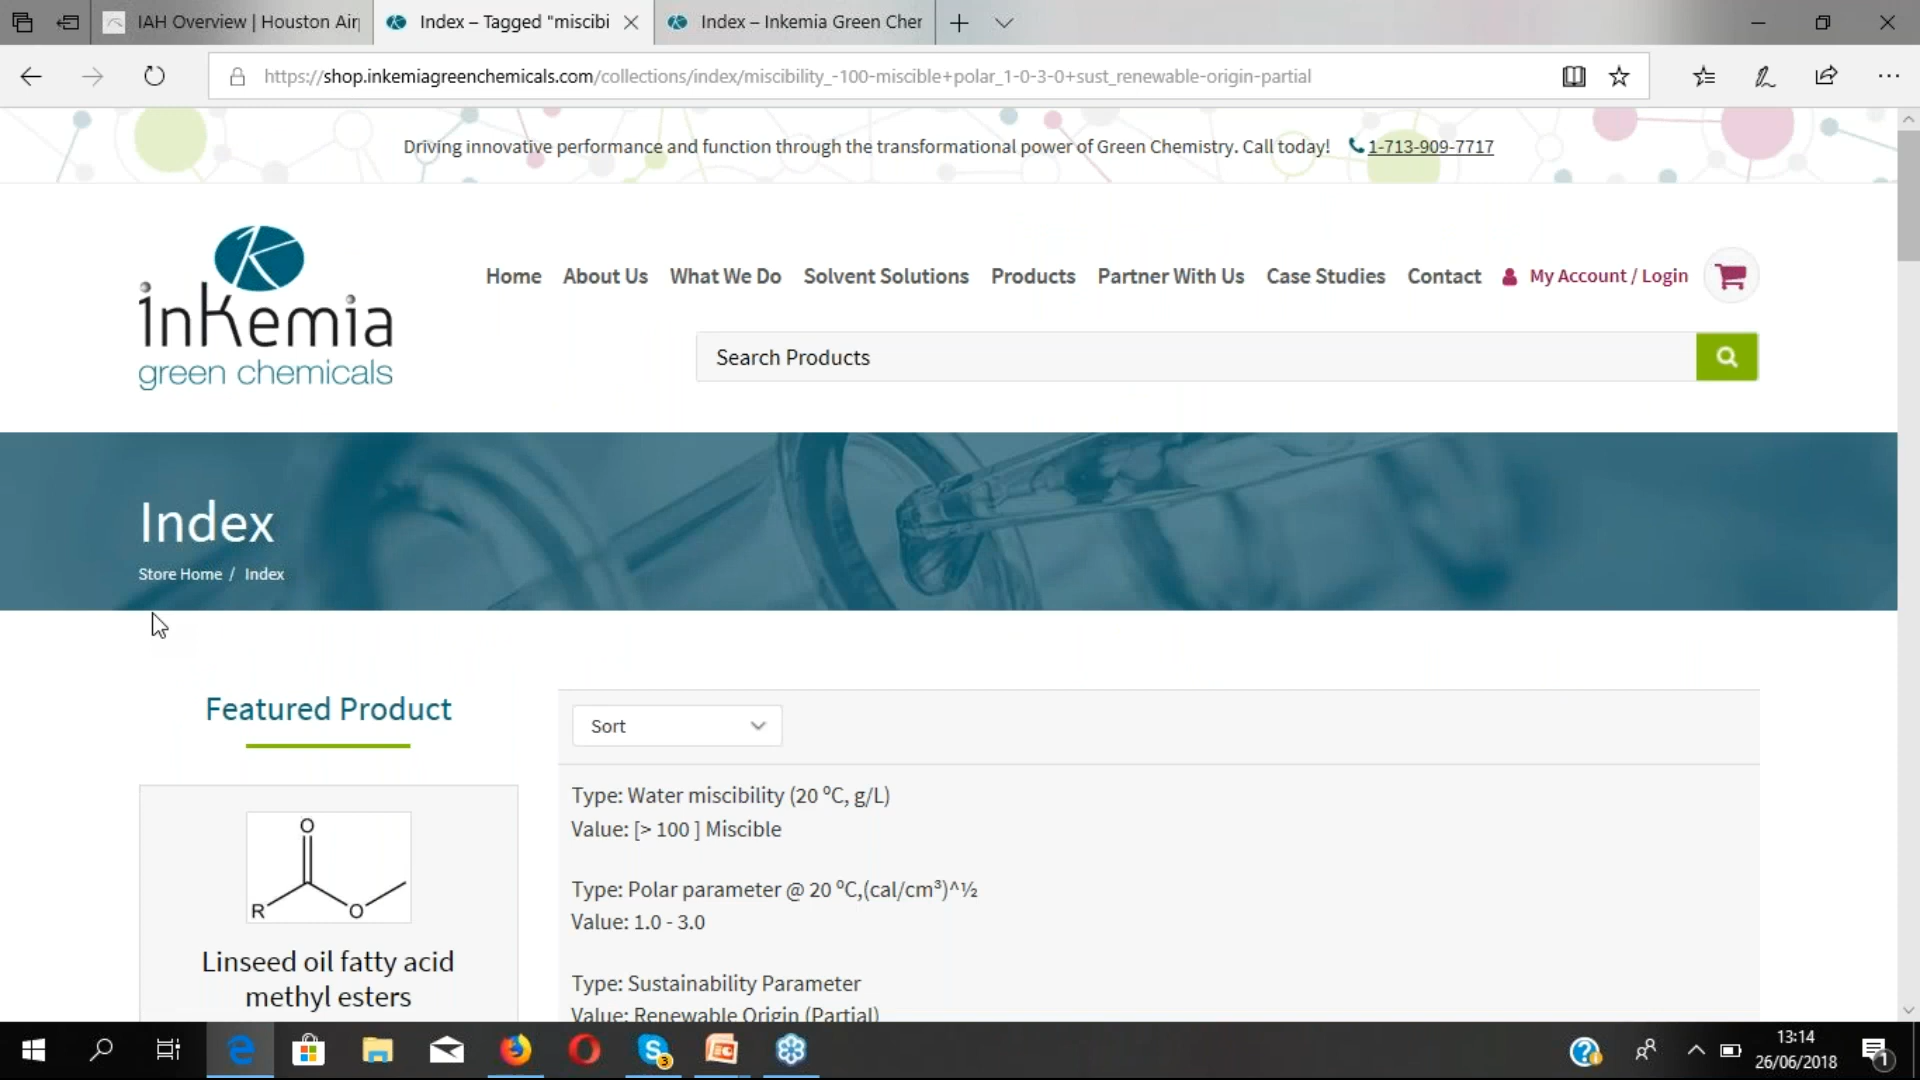 IAH Overview | Houston Air
Index – Tagged "miscibi
Index – Inkemia Green Cher
https://shop.inkemiagreenchemicals.com/collections/index/miscibility_-100-miscible+polar_1-0-3-0+sust_renewable-origin-partial
Driving innovative performance and function through the transformational power of Green Chemistry. Call today! 1-713-909-7717
inkemia
green chemicals
Home About Us What We Do Solvent Solutions Products Partner With Us Case Studies Contact My Account / Login
Search Products
Index
Store Home / Index
Featured Product
Sort
Type: Water miscibility (20 ºC, g/L)
Value: [> 100 ] Miscible
Type: Polar parameter @ 20 ºC,(cal/cm³)^½
Value: 1.0 - 3.0
Type: Sustainability Parameter
Value: Renewable Origin (Partial)
O
R
O
Linseed oil fatty acid
methyl esters
3
13:14
26/06/2018
1